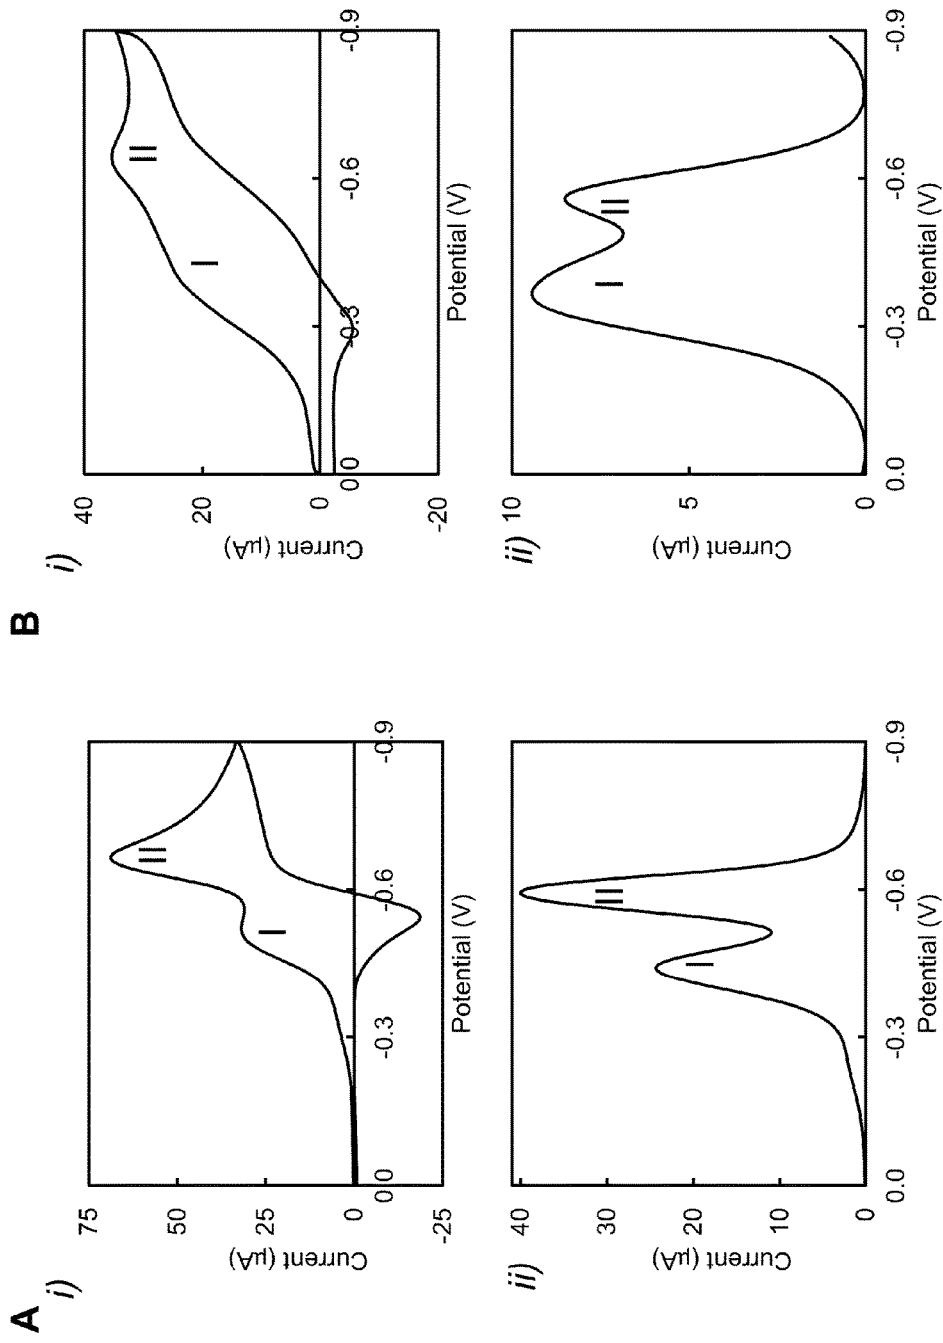 A
i)
75
50
25
0
-25
Current (µA)
0.0
-0.3
-0.6
-0.9
Potential (V)
I
II
ii)
40
30
20
10
0
Current (µA)
0.0
-0.3
-0.6
-0.9
Potential (V)
I
II
B
i)
40
20
0
-20
Current (µA)
0.0
-0.3
-0.6
-0.9
Potential (V)
I
II
ii)
10
5
0
Current (µA)
0.0
-0.3
-0.6
-0.9
Potential (V)
I
II